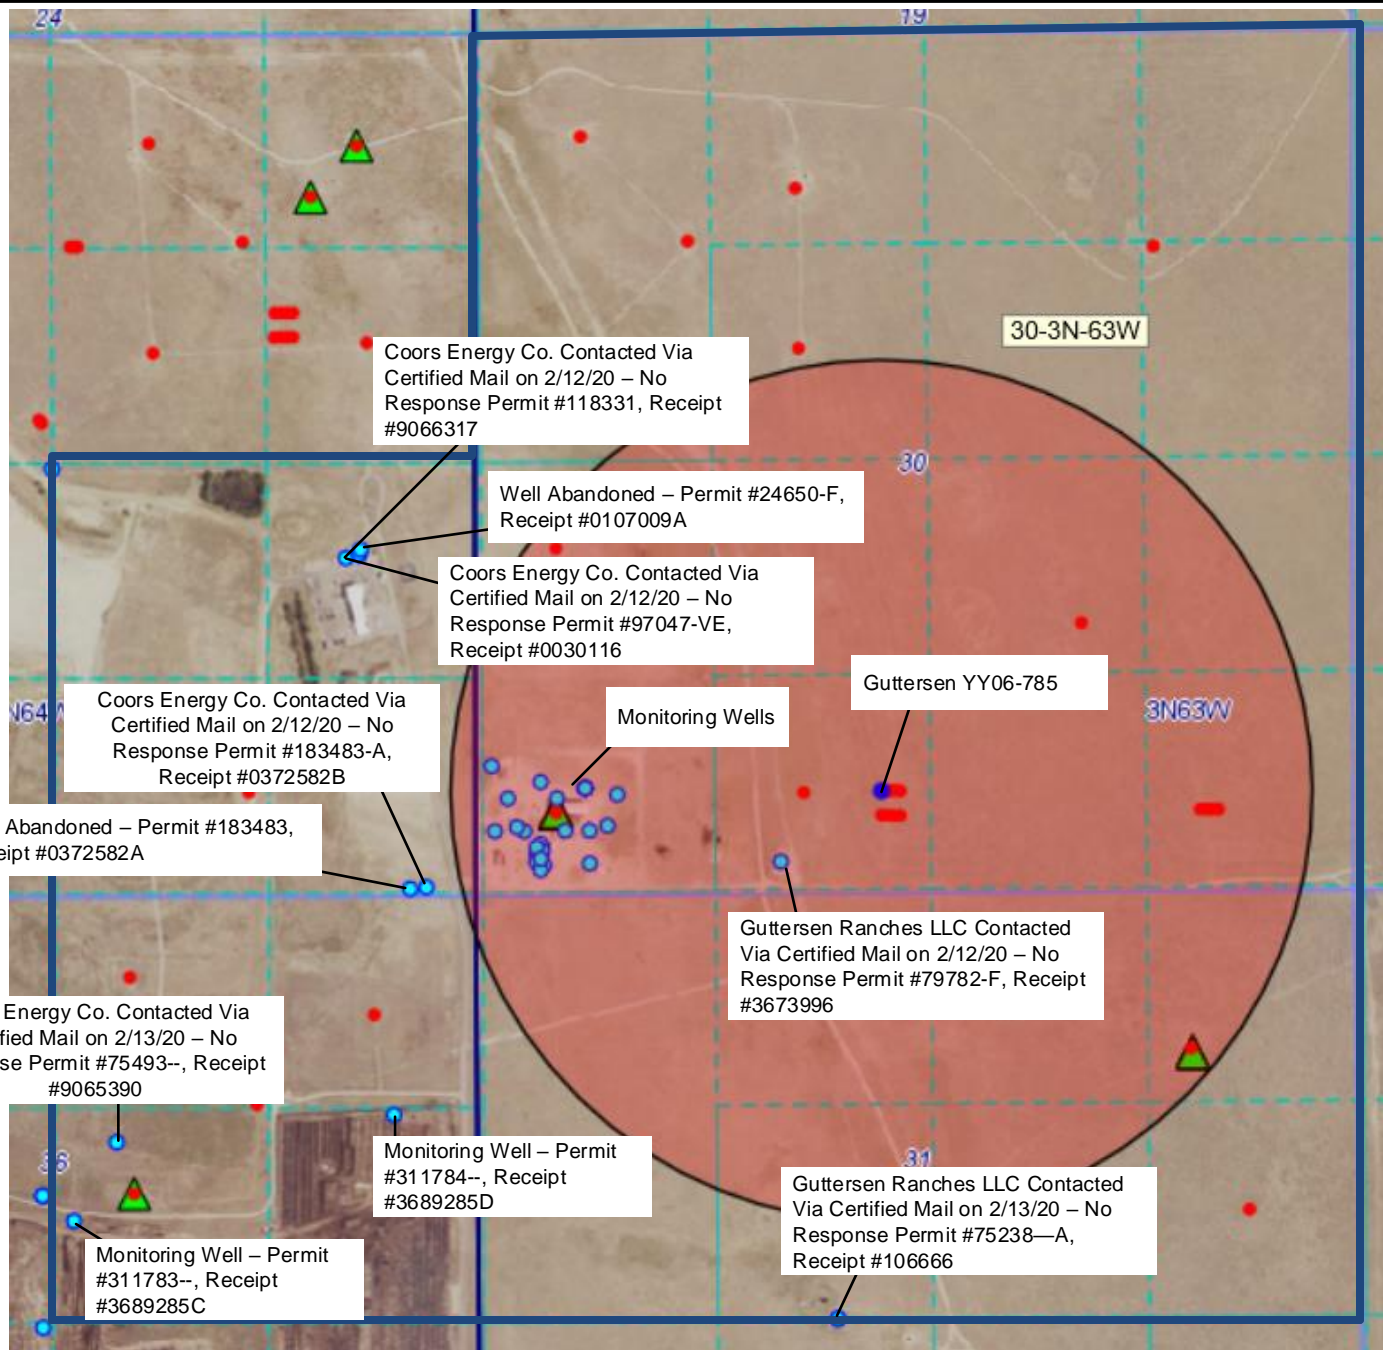 24
19
30-3N-63W
Coors Energy Co. Contacted Via
Certified Mail on 2/12/20 – No
Response Permit #118331, Receipt
#9066317
30
Well Abandoned – Permit #24650-F,
Receipt #0107009A
Coors Energy Co. Contacted Via
Certified Mail on 2/12/20 – No
Response Permit #97047-VE,
Receipt #0030116
Guttersen YY06-785
Coors Energy Co. Contacted Via
Certified Mail on 2/12/20 – No
Response Permit #183483-A,
Receipt #0372582B
N64W
Monitoring Wells
3N63W
Abandoned – Permit #183483,
eipt #0372582A
Guttersen Ranches LLC Contacted
Via Certified Mail on 2/12/20 – No
Response Permit #79782-F, Receipt
#3673996
Energy Co. Contacted Via
fied Mail on 2/13/20 – No
se Permit #75493--, Receipt
#9065390
Monitoring Well – Permit
#311784--, Receipt
#3689285D
36
31
Guttersen Ranches LLC Contacted
Via Certified Mail on 2/13/20 – No
Response Permit #75238—A,
Receipt #106666
Monitoring Well – Permit
#311783--, Receipt
#3689285C